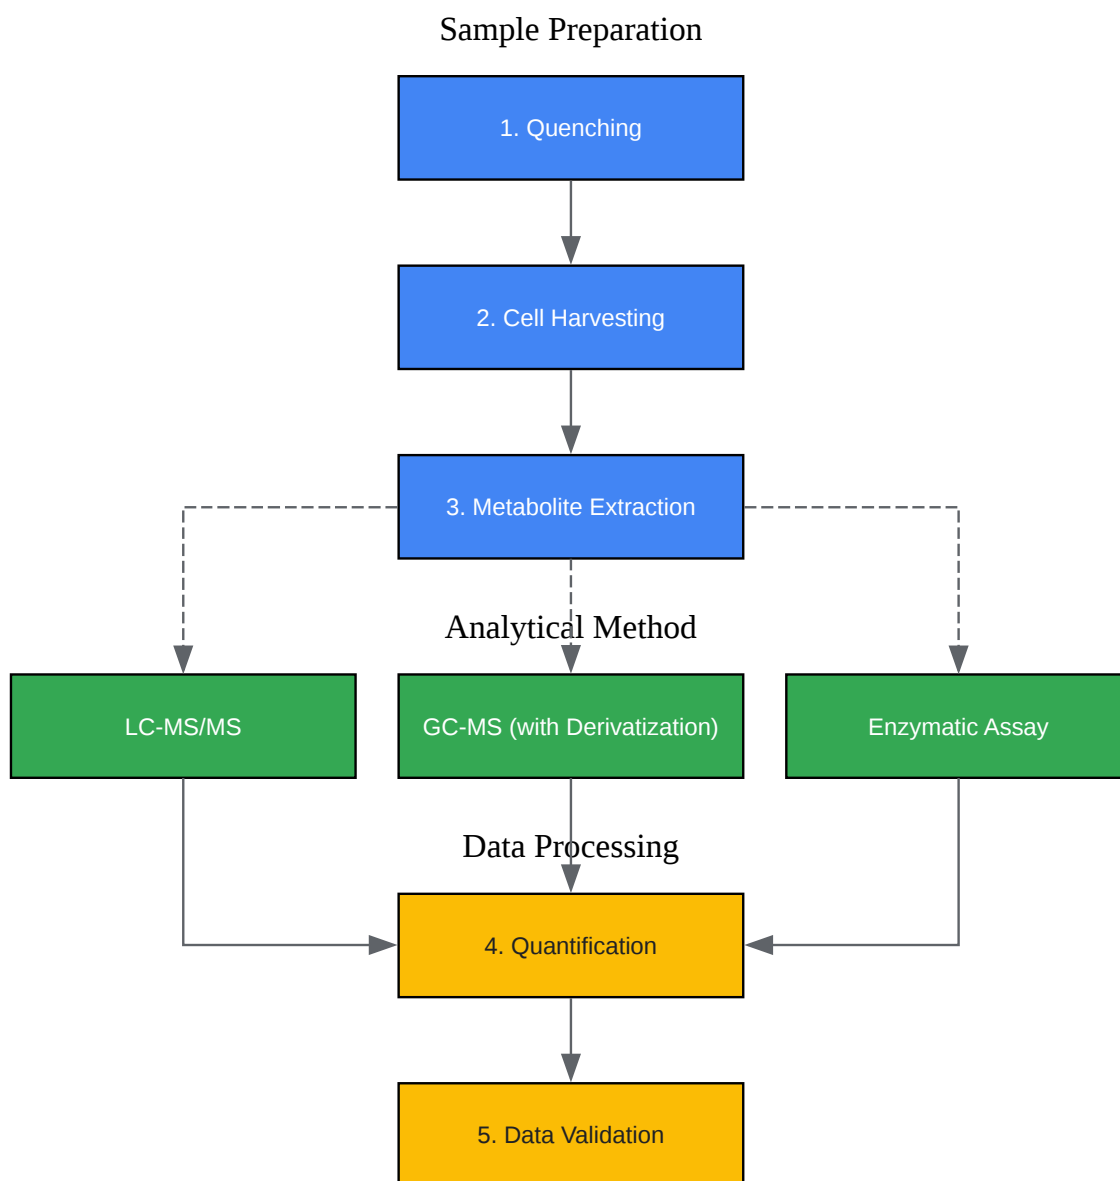 Sample Preparation
1. Quenching
2. Cell Harvesting
3. Metabolite Extraction
Analytical Method
LC-MS/MS
GC-MS (with Derivatization)
Enzymatic Assay
Data Processing
4. Quantification
5. Data Validation